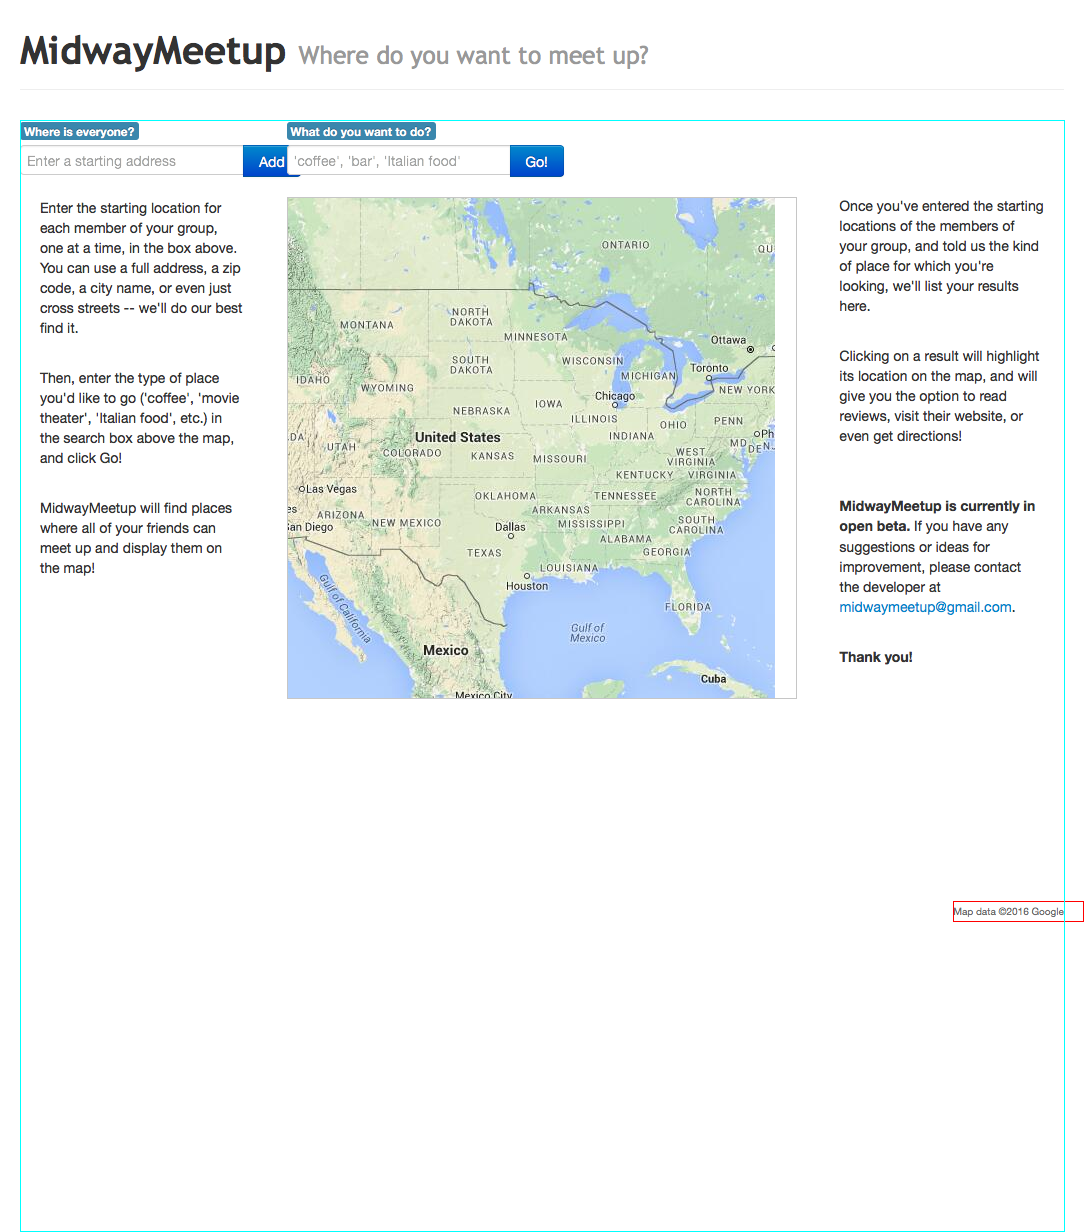 MidwayMeetup Where do you want to meet up?
Where is everyone?
What do you want to do?
Enter a starting address
Add
'coffee', 'bar', 'Italian food'
Go!
Enter the starting location for
each member of your group,
one at a time, in the box above.
You can use a full address, a zip
code, a city name, or even just
cross streets -- we'll do our best
find it.
Then, enter the type of place
you'd like to go ('coffee', 'movie
theater', 'Italian food', etc.) in
the search box above the map,
and click Go!
MidwayMeetup will find places
where all of your friends can
meet up and display them on
the map!
ONTARIO
QU
MONTANA
NORTH
DAKOTA
MINNESOTA
Ottawa
SOUTH
DAKOTA
WISCONSIN
MICHIGAN
Toronto
IDAHO
WYOMING
NEW YORK
Chicago
IOWA
NEBRASKA
ILLINOIS
INDIANA
OHIO
PENN
DA
UTAH
United States
COLORADO
KANSAS
MISSOURI
WEST
VIRGINIA
MD
DEN
Ph
KENTUCKY
VIRGINIA
Las Vegas
OKLAHOMA
TENNESSEE
NORTH
CAROLINA
es
an Diego
ARIZONA
NEW MEXICO
ARKANSAS
Dallas
MISSISSIPPI
SOUTH
CAROLINA
ALABAMA
TEXAS
GEORGIA
LOUISIANA
Houston
Gulf of California
FLORIDA
Gulf of
Mexico
Mexico
Cuba
Mexico City
Once you've entered the starting
locations of the members of
your group, and told us the kind
of place for which you're
looking, we'll list your results
here.
Clicking on a result will highlight
its location on the map, and will
give you the option to read
reviews, visit their website, or
even get directions!
MidwayMeetup is currently in
open beta. If you have any
suggestions or ideas for
improvement, please contact
the developer at
midwaymeetup@gmail.com.
Thank you!
Map data ©2016 Google